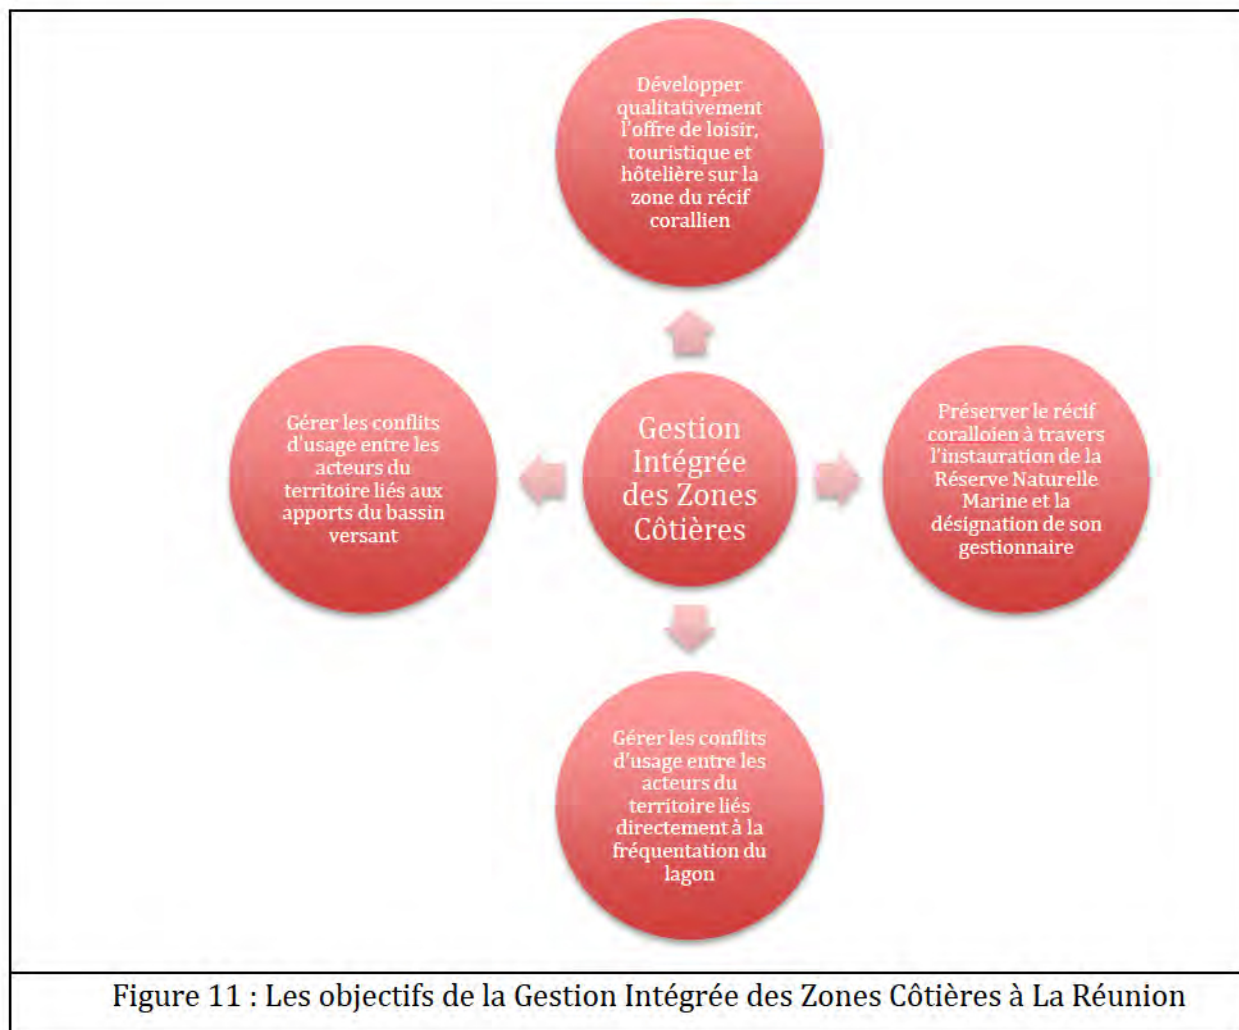 Développer
qualitativement
l'offre de loisir,
touristique et
hôtelière sur la
zone du récif
corallien
Gérer les conflits
d'usage entre les
acteurs du
territoire liés aux
apports du bassin
versant
Gestion
Intégrée
des Zones
Côtières
Préserver le récif
coralloien à travers
l'instauration de la
Réserve Naturelle
Marine et la
désignation de son
gestionnaire
Gérer les conflits
d'usage entre les
acteurs du
territoire liés
directement à la
fréquentation du
lagon
Figure 11 : Les objectifs de la Gestion Intégrée des Zones Côtières à La Réunion